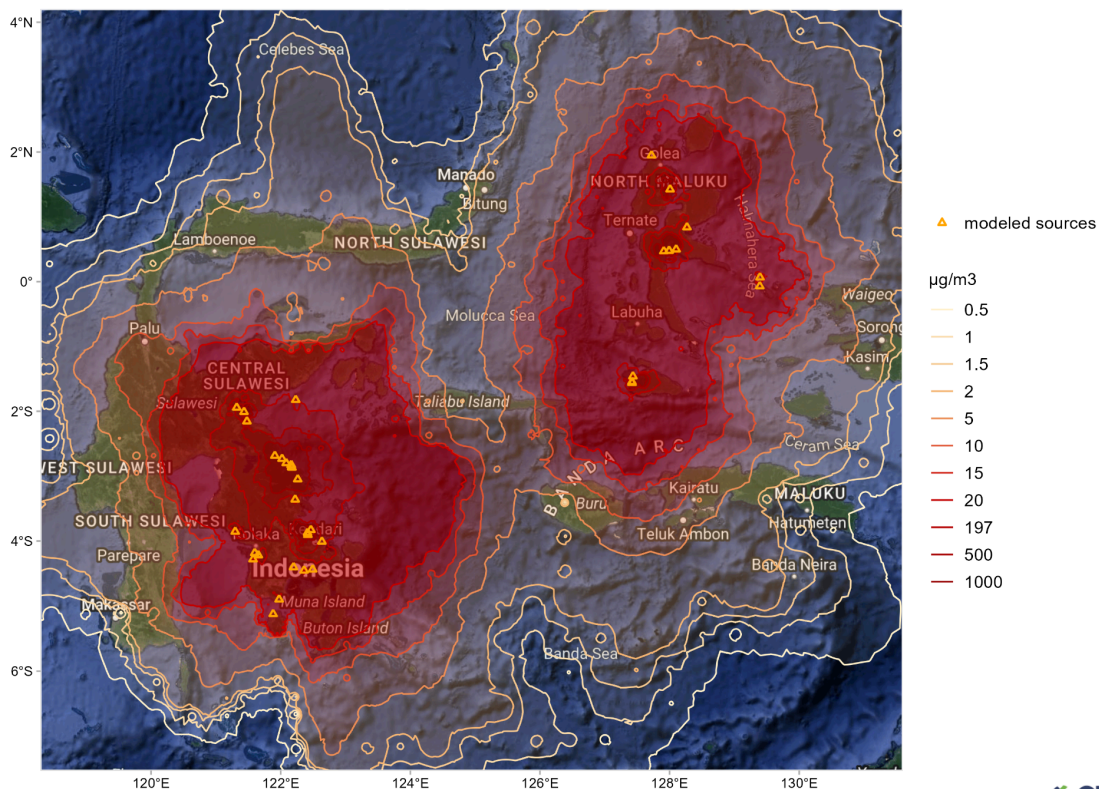 4°N
Celebes Sea
2°N
Manado
Bitung
Lamboenoe
NORTH SULAWESI
0°
Palu
Molucca Sea
CENTRAL
SULAWESI
Sulawesi
2°S
Taliabu Island
WEST SULAWESI
SOUTH SULAWESI
Kolaka
Kendari
4°S
Parepare
Indonesia
Makassar
Muna Island
Buton Island
6°S
Galea
NORTH MALUKU
Ternate
Halmahera Sea
Labuha
Waigeo
Sorong
Kasim
Ceram Sea
BANDA ARC
Buru
Kairatu
MALUKU
Teluk Ambon
Hatumeten
Banda Neira
Banda Sea
120°E
122°E
124°E
126°E
128°E
130°E
modeled sources
µg/m3
0.5
1
1.5
2
5
10
15
20
197
500
1000